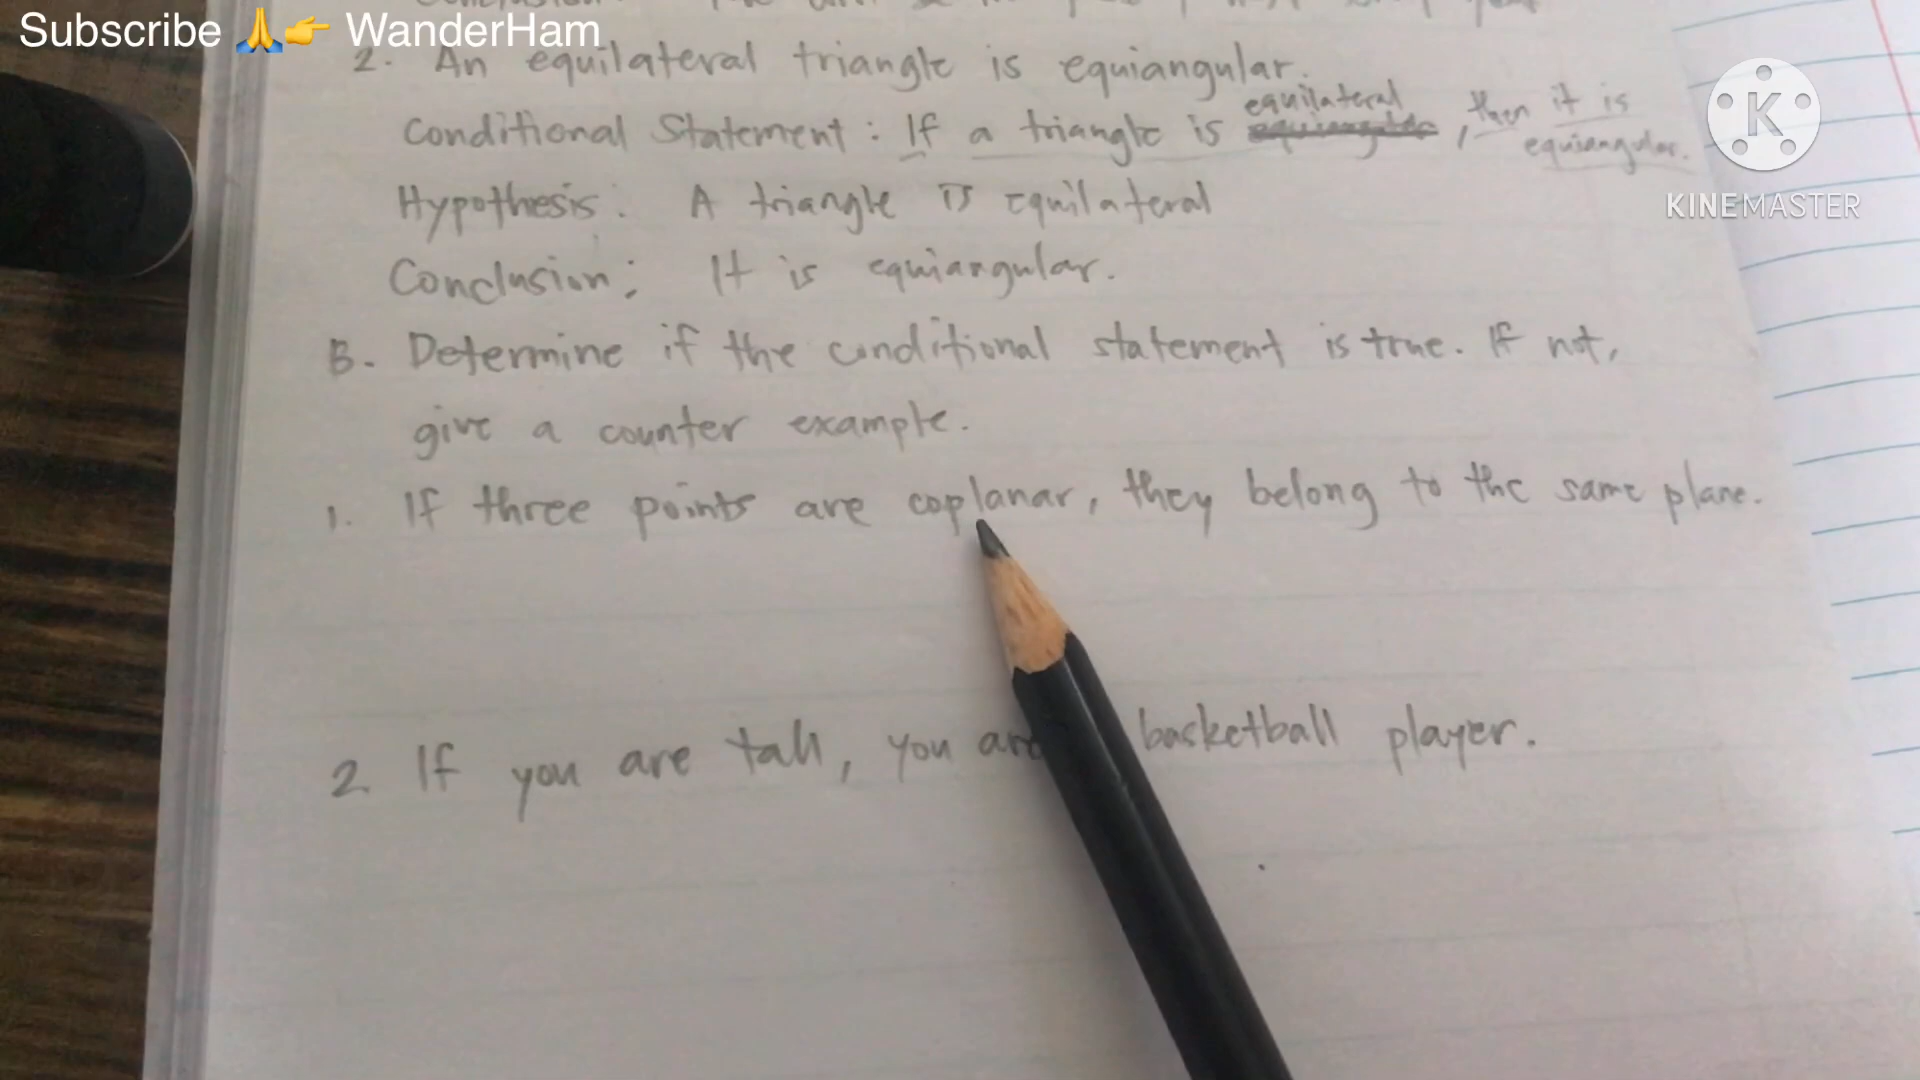 Subscribe 🙏👉 WanderHam
2. An equilateral triangle is equiangular.
Conditional Statement : If a triangle is equilateral, then it is equiangular.
Hypothesis : A triangle is equilateral
Conclusion : It is equiangular.
B. Determine if the conditional statement is true. If not,
give a counter example.
1. If three points are coplanar, they belong to the same plane.
2. If you are tall, you are basketball player.
KINEMASTER